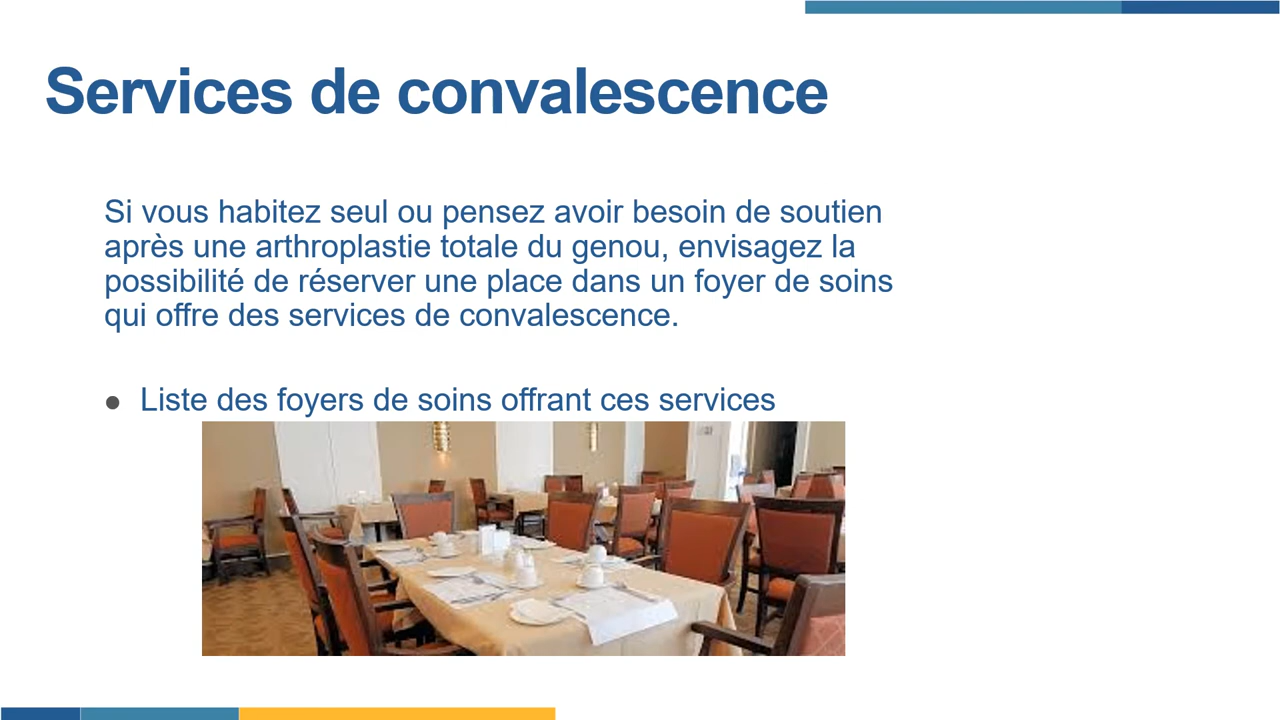 Services de convalescence
Si vous habitez seul ou pensez avoir besoin de soutien
après une arthroplastie totale du genou, envisagez la
possibilité de réserver une place dans un foyer de soins
qui offre des services de convalescence.
● Liste des foyers de soins offrant ces services